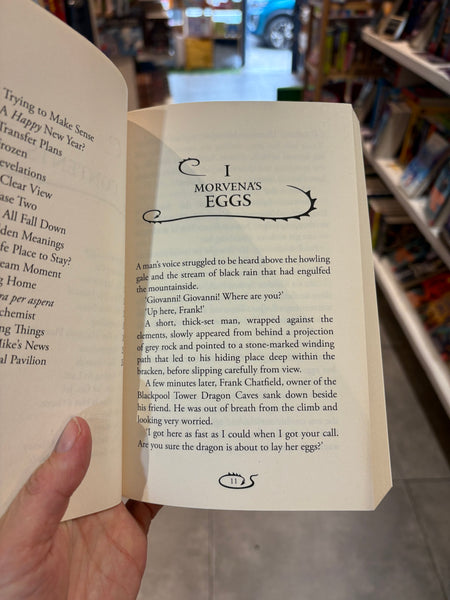 Trying to Make Sense
A Happy New Year?
Transfer Plans
rozen
evelations
Clear View
ase Two
All Fall Down
den Meanings
fe Place to Stay?
eam Moment
g Home
ra per aspera
chemist
ng Things
Mike's News
al Pavilion
I
MORVENA'S
EGGS
A man's voice struggled to be heard above the howling
gale and the stream of black rain that had engulfed
the mountainside.
'Giovanni! Giovanni! Where are you?'
'Up here, Frank!'
A short, thick-set man, wrapped against the
elements, slowly appeared from behind a projection
of grey rock and pointed to a stone-marked winding
path that led to his hiding place deep within the
bracken, before slipping carefully from view.
A few minutes later, Frank Chatfield, owner of the
Blackpool Tower Dragon Caves sank down beside
his friend. He was out of breath from the climb and
looking very worried.
'I got here as fast as I could when I got your call.
Are you sure the dragon is about to lay her eggs?'
11